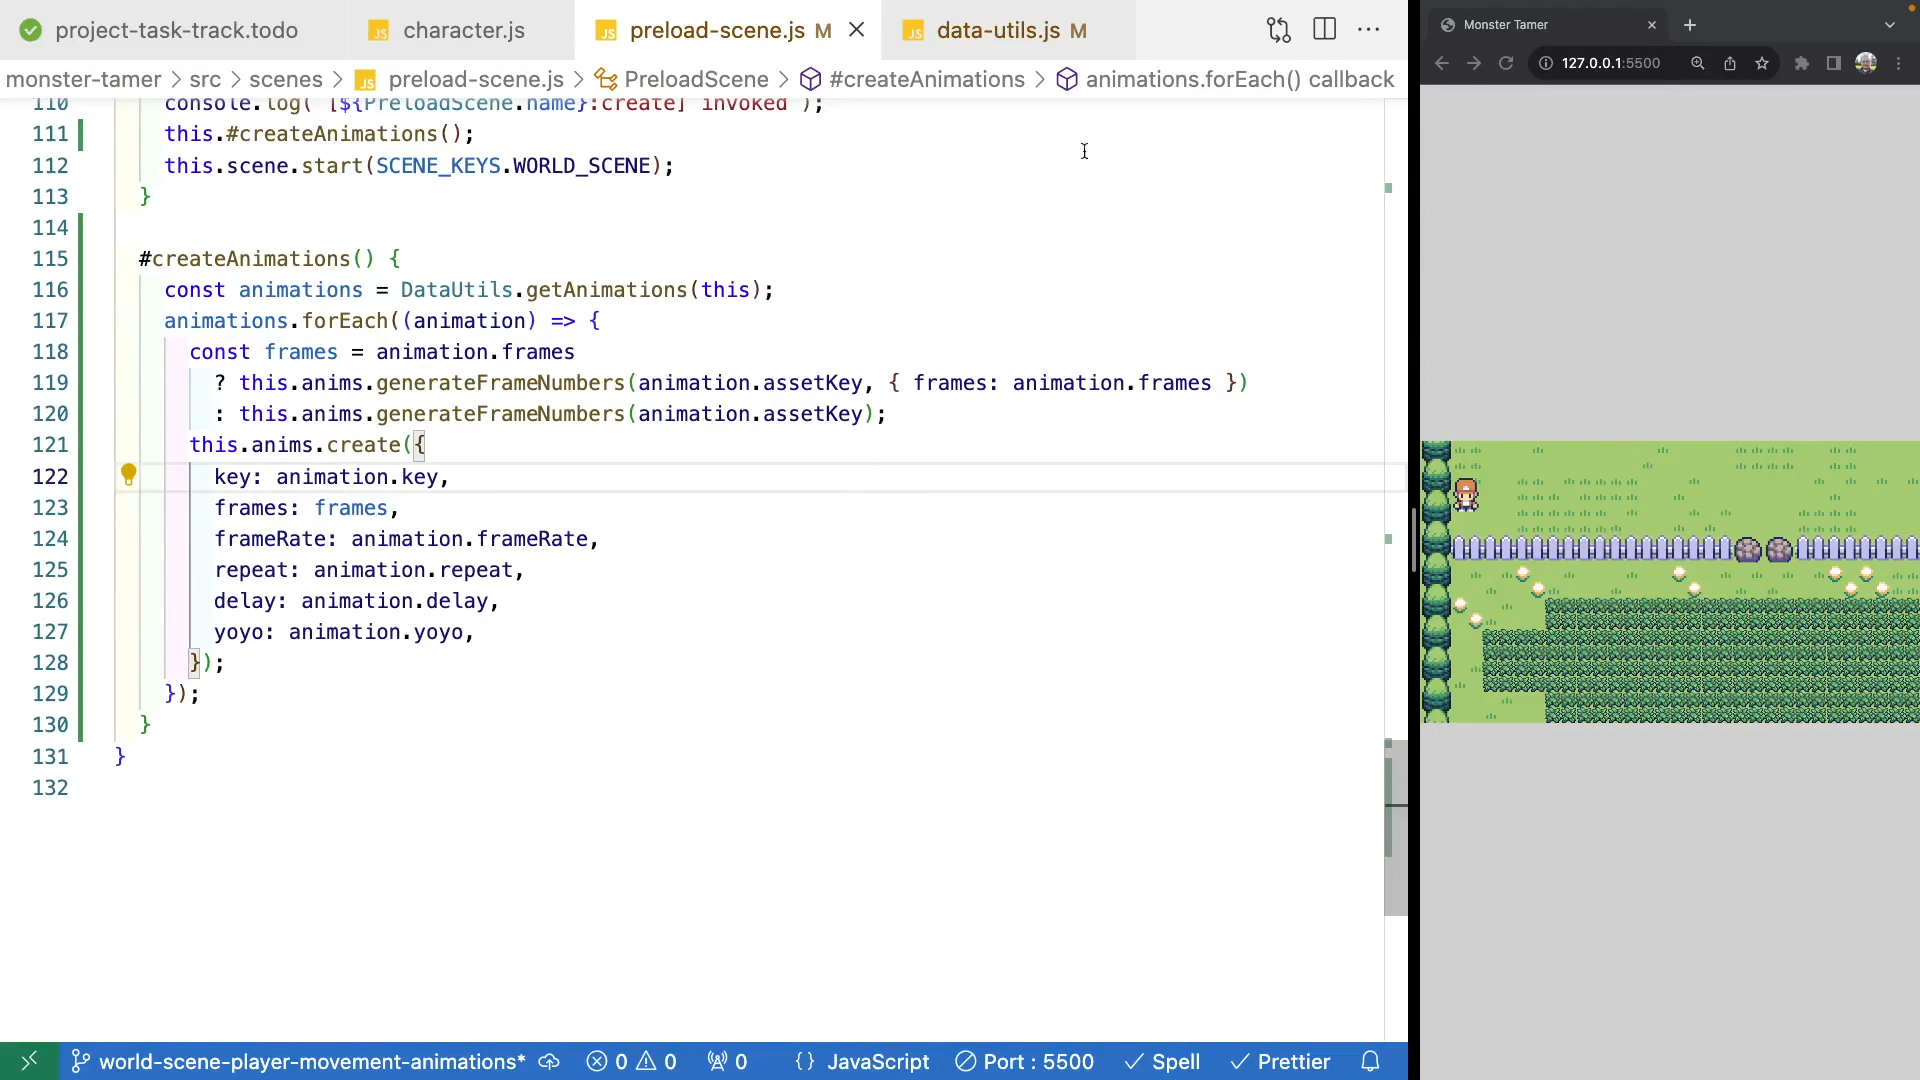 project-task-track.todo
character.js
preload-scene.js M
data-utils.js M
monster-tamer > src > scenes > preload-scene.js > PreloadScene > #createAnimations > animations.forEach() callback
110 console.log(`[${PreloadScene.name}:create] invoked`);
111 this.#createAnimations();
112 this.scene.start(SCENE_KEYS.WORLD_SCENE);
113 }
114
115 #createAnimations() {
116 const animations = DataUtils.getAnimations(this);
117 animations.forEach((animation) => {
118 const frames = animation.frames
119 ? this.anims.generateFrameNumbers(animation.assetKey, { frames: animation.frames })
120 : this.anims.generateFrameNumbers(animation.assetKey);
121 this.anims.create({
122 key: animation.key,
123 frames: frames,
124 frameRate: animation.frameRate,
125 repeat: animation.repeat,
126 delay: animation.delay,
127 yoyo: animation.yoyo,
128 });
129 });
130 }
131 }
132
world-scene-player-movement-animations* 0 0 0 {} JavaScript Port : 5500 Spell Prettier
Monster Tamer
127.0.0.1:5500